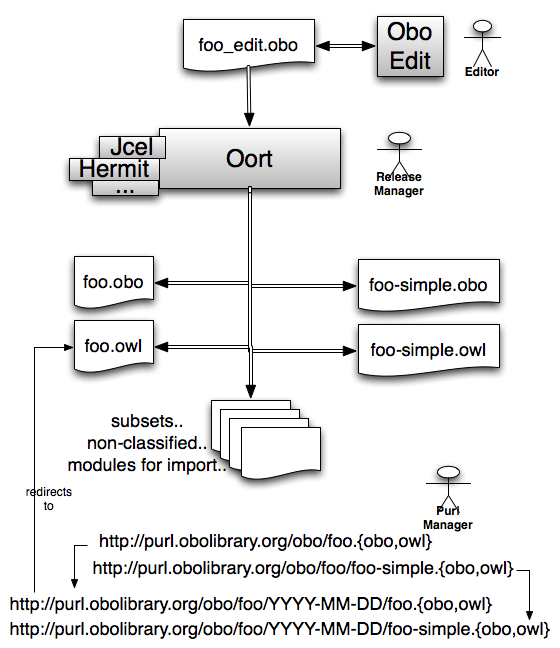 foo_edit.obo
Obo
Edit
Editor
Jcel
Hermit
...
Oort
Release
Manager
foo.obo
foo-simple.obo
foo.owl
foo-simple.owl
subsets..
non-classified..
modules for import..
redirects
to
Purl
Manager
http://purl.obolibrary.org/obo/foo.{obo,owl}
http://purl.obolibrary.org/obo/foo/foo-simple.{obo,owl}
http://purl.obolibrary.org/obo/foo/YYYY-MM-DD/foo.{obo,owl}
http://purl.obolibrary.org/obo/foo/YYYY-MM-DD/foo-simple.{obo,owl}